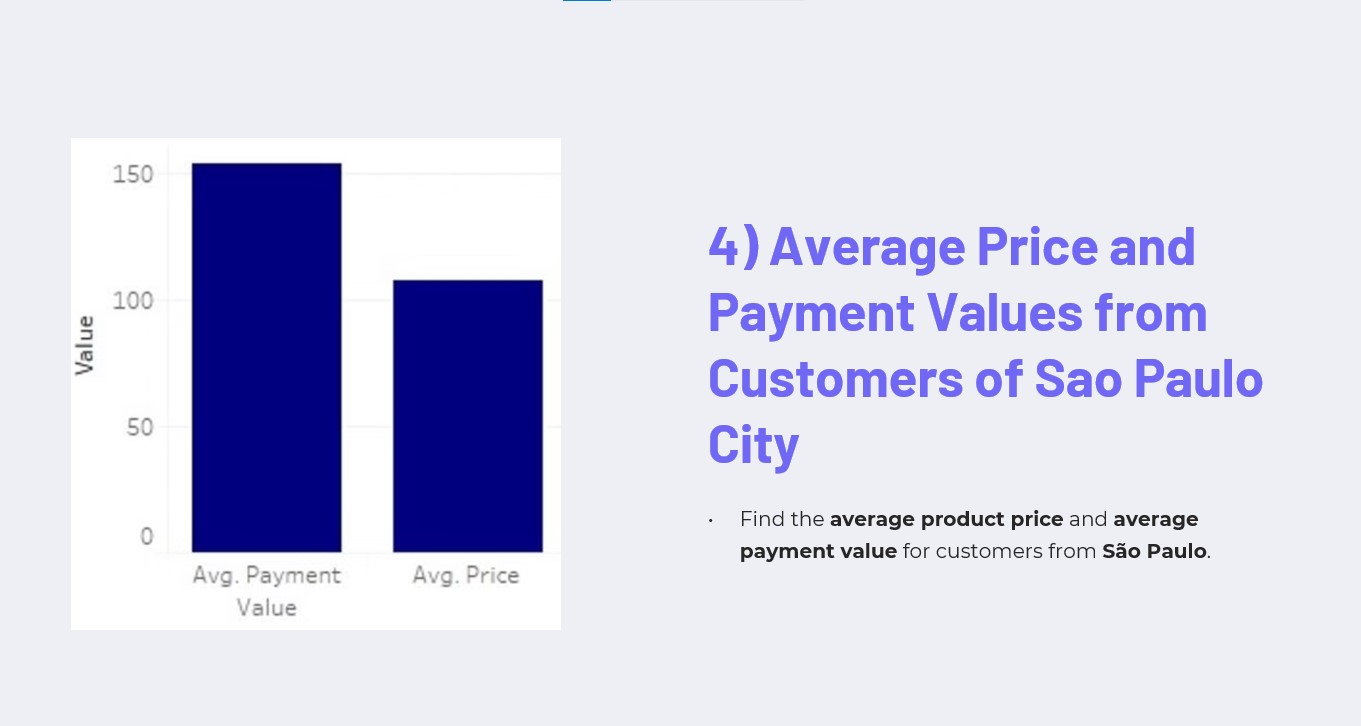 150
100
50
0
Value
Avg. Payment
Value
Avg. Price
4) Average Price and
Payment Values from
Customers of Sao Paulo
City
• Find the average product price and average
payment value for customers from São Paulo.